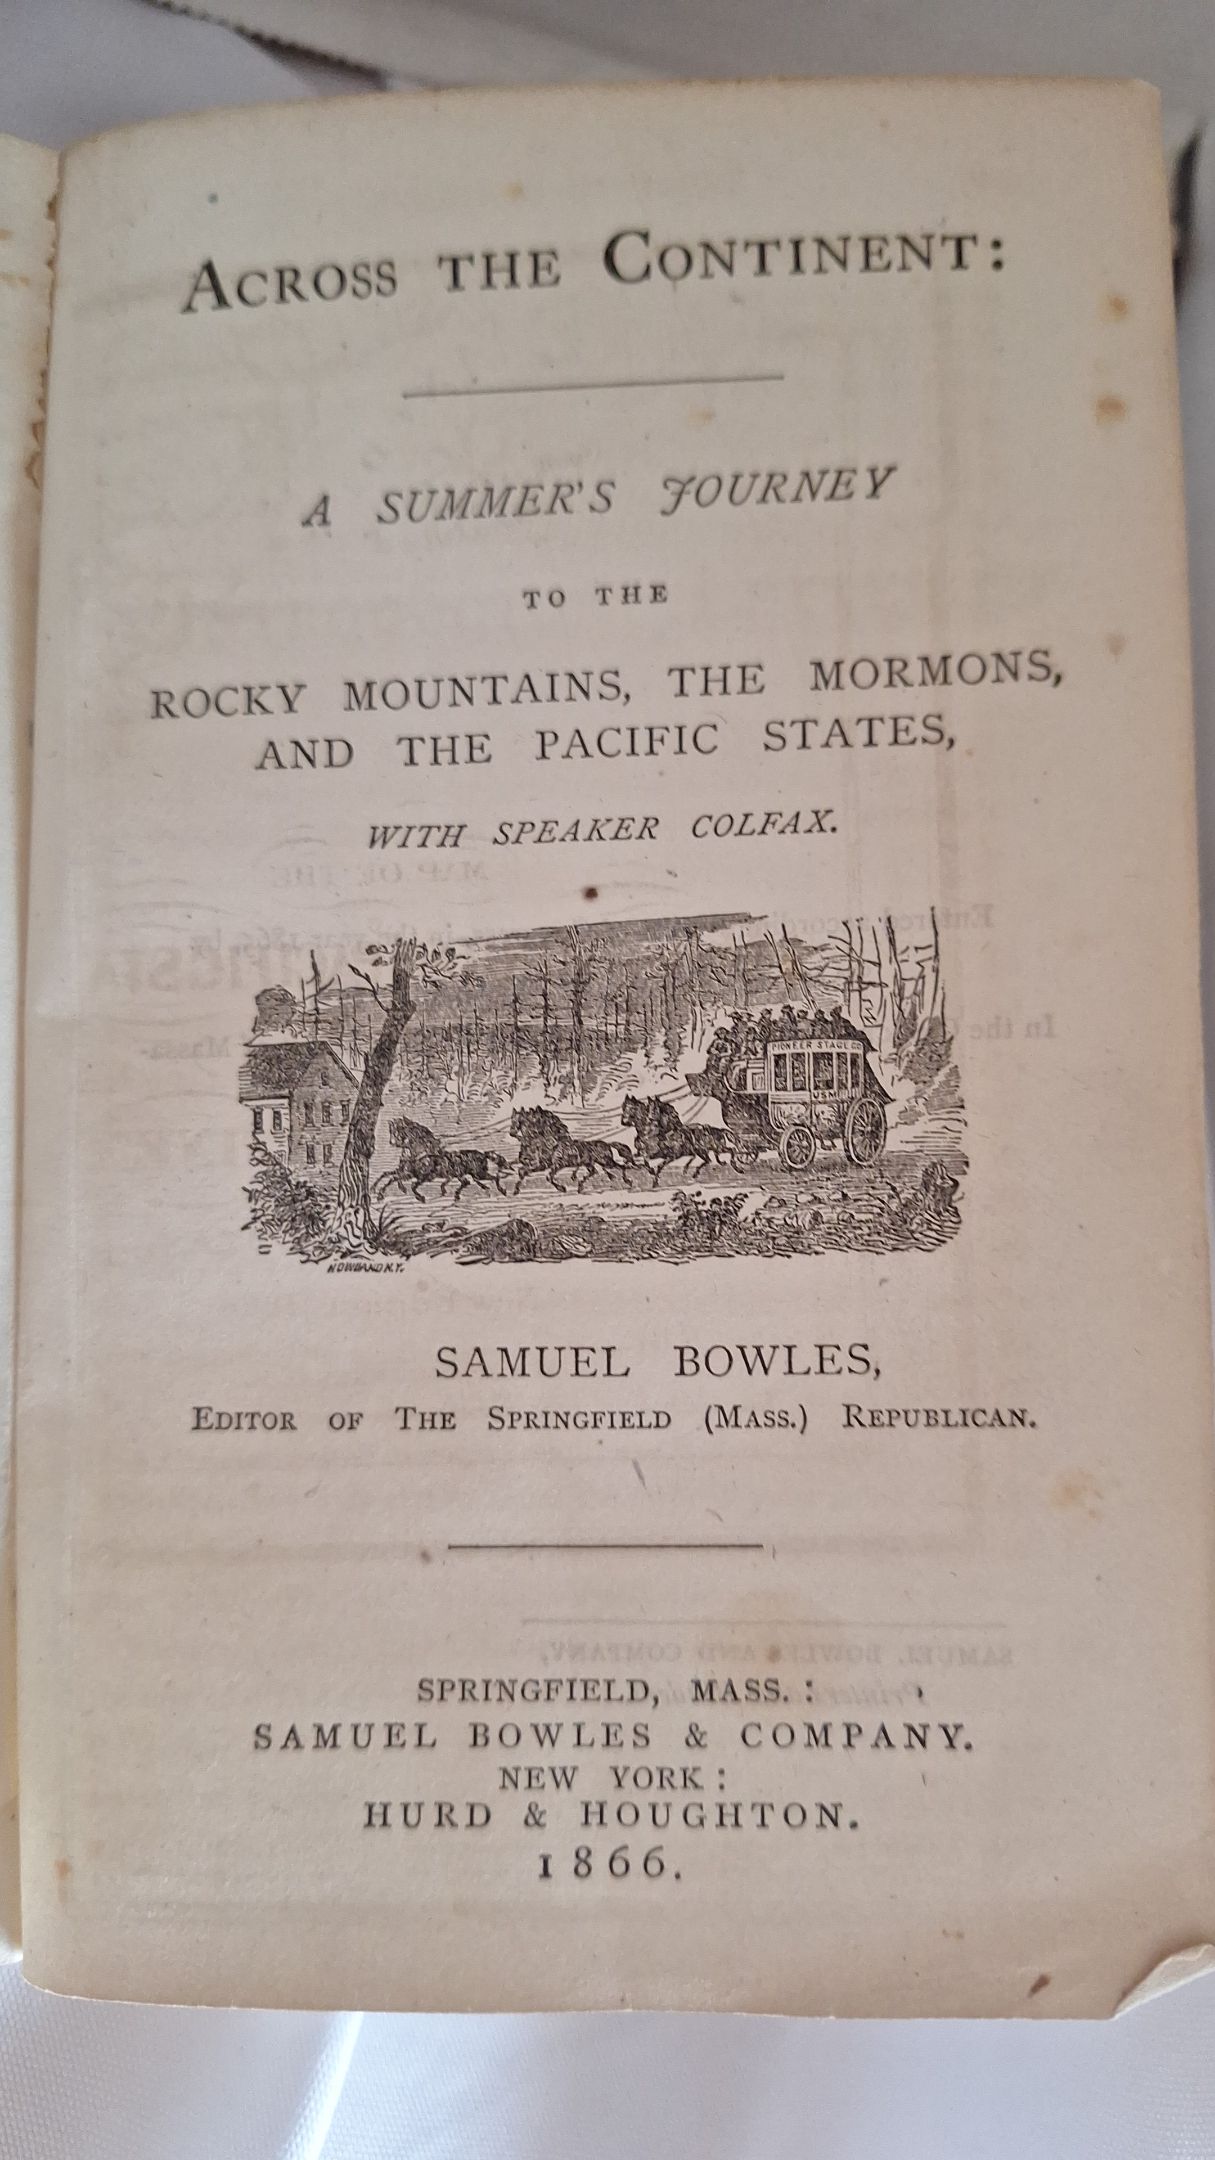 ACROSS THE CONTINENT:
A SUMMER'S JOURNEY
TO THE
ROCKY MOUNTAINS, THE MORMONS,
AND THE PACIFIC STATES,
WITH SPEAKER COLFAX.
PIONEER STAGE CO
USM
SAMUEL BOWLES,
EDITOR OF THE SPRINGFIELD (MASS.) REPUBLICAN.
SPRINGFIELD, MASS.:
SAMUEL BOWLES & COMPANY.
NEW YORK:
HURD & HOUGHTON.
1866.